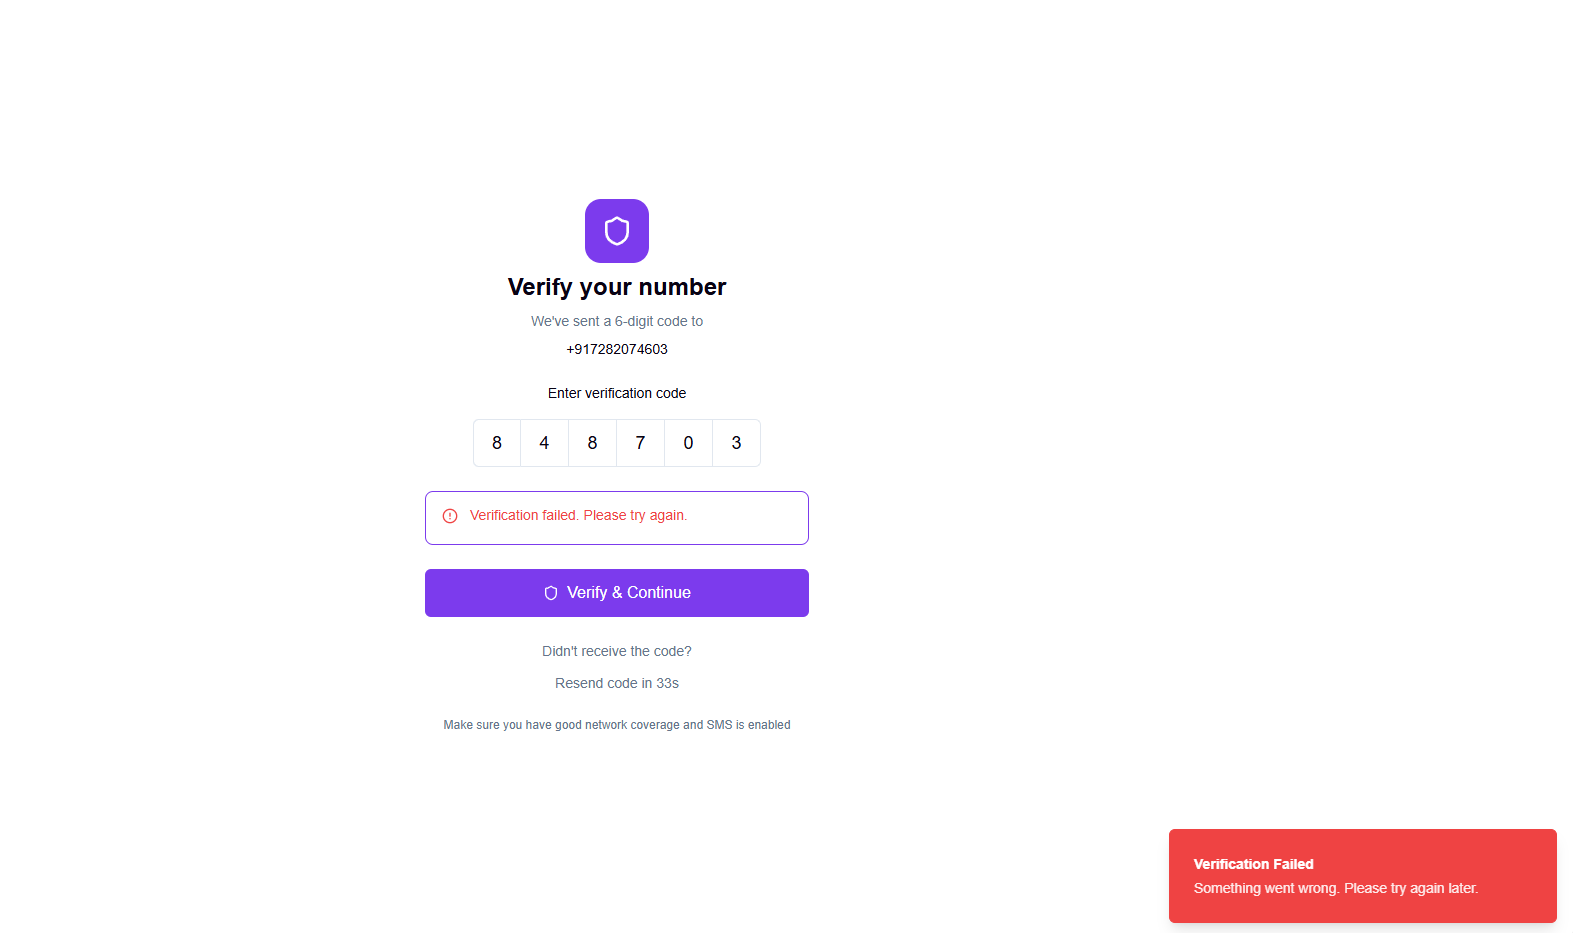 Verify your number
We've sent a 6-digit code to
+917282074603
Enter verification code
8 4 8 7 0 3
Verification failed. Please try again.
Verify & Continue
Didn't receive the code?
Resend code in 33s
Make sure you have good network coverage and SMS is enabled
Verification Failed
Something went wrong. Please try again later.